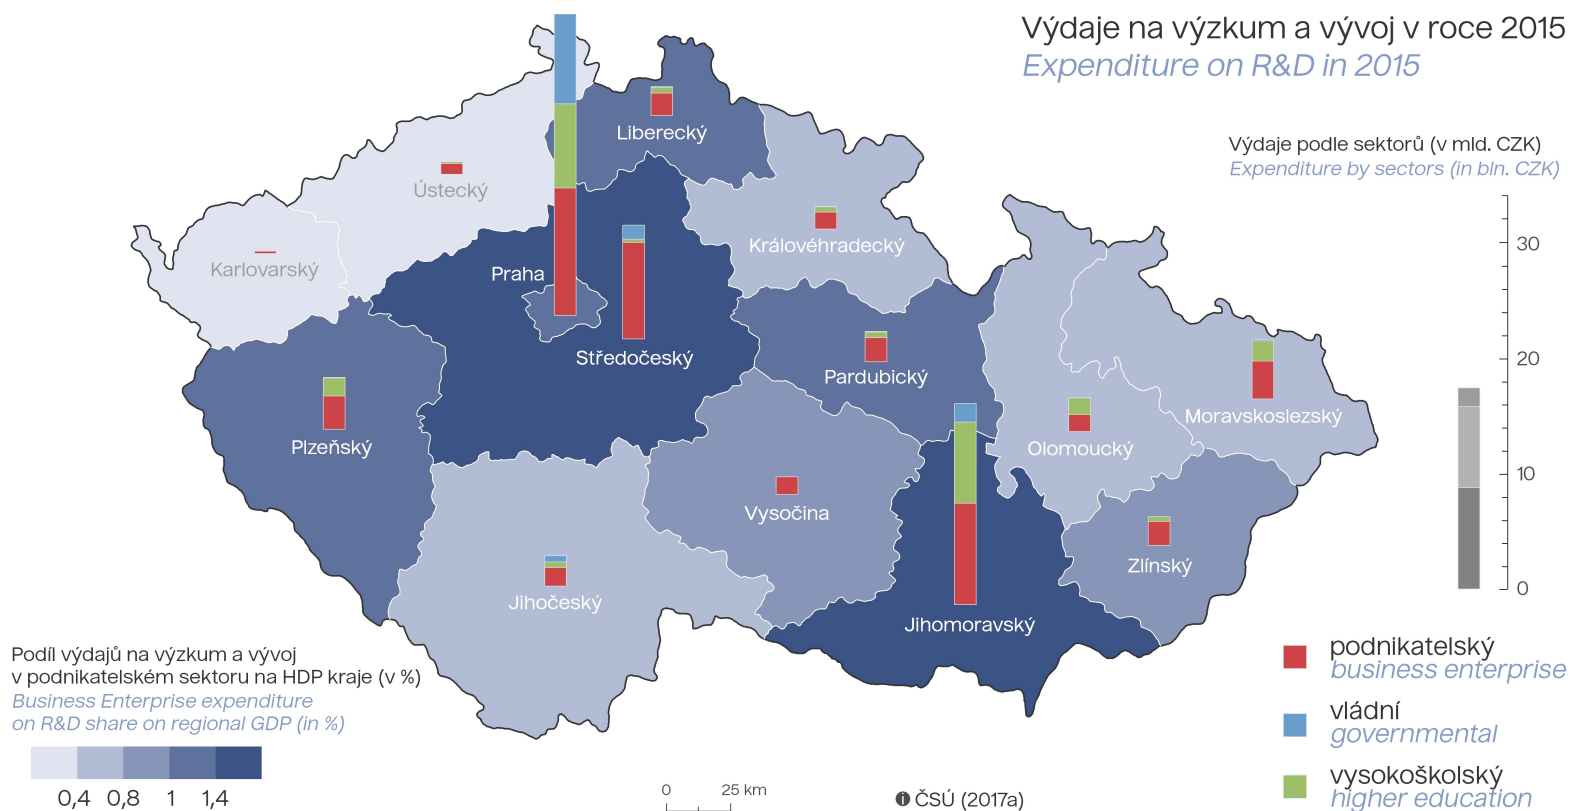 Výdaje na výzkum a vývoj v roce 2015
Expenditure on R&D in 2015
Výdaje podle sektorů (v mld. CZK)
Expenditure by sectors (in bln. CZK)
30
20
10
0
Liberecký
Ústecký
Královéhradecký
Karlovarský
Praha
Středočeský
Pardubický
Moravskoslezský
Plzeňský
Olomoucký
Vysočina
Zlínský
Jihočeský
Jihomoravský
podnikatelský
business enterprise
vládní
governmental
vysokoškolský
higher education
Podíl výdajů na výzkum a vývoj
v podnikatelském sektoru na HDP kraje (v %)
Business Enterprise expenditure
on R&D share on regional GDP (in %)
0,4 0,8 1 1,4
0 25 km
i ČSÚ (2017a)